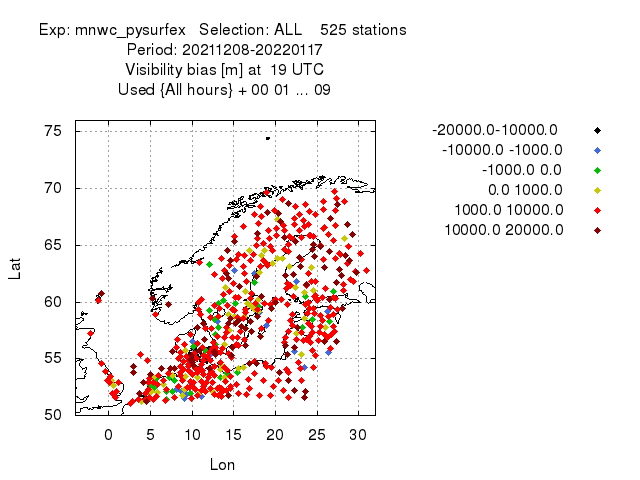 Exp: mnwc_pysurfex   Selection: ALL    525 stations
Period: 20211208-20220117
Visibility bias [m] at  19 UTC
Used {All hours} + 00 01 ... 09
-20000.0-10000.0
-10000.0 -1000.0
-1000.0 0.0
0.0 1000.0
1000.0 10000.0
10000.0 20000.0
75
70
65
60
55
50
Lat
0 5 10 15 20 25 30
Lon